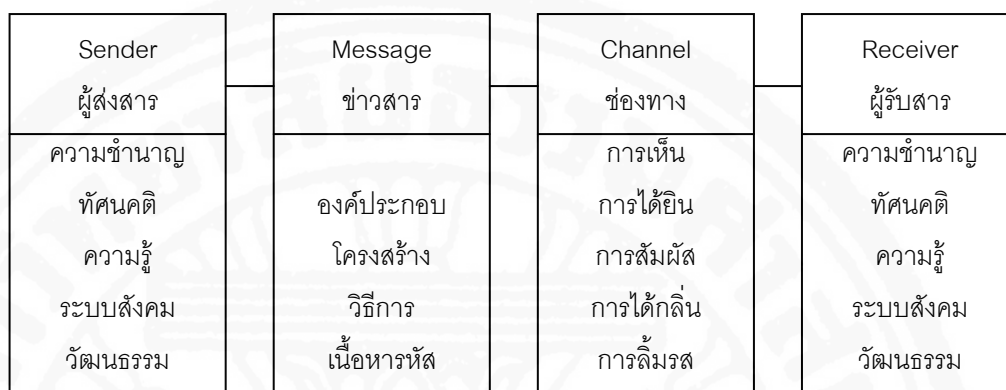 Sender
ผู้ส่งสาร
ความชำนาญ
ทัศนคติ
ความรู้
ระบบสังคม
วัฒนธรรม
Message
ข่าวสาร
องค์ประกอบ
โครงสร้าง
วิธีการ
เนื้อหารหัส
Channel
ช่องทาง
การเห็น
การได้ยิน
การสัมผัส
การได้กลิ่น
การลิ้มรส
Receiver
ผู้รับสาร
ความชำนาญ
ทัศนคติ
ความรู้
ระบบสังคม
วัฒนธรรม